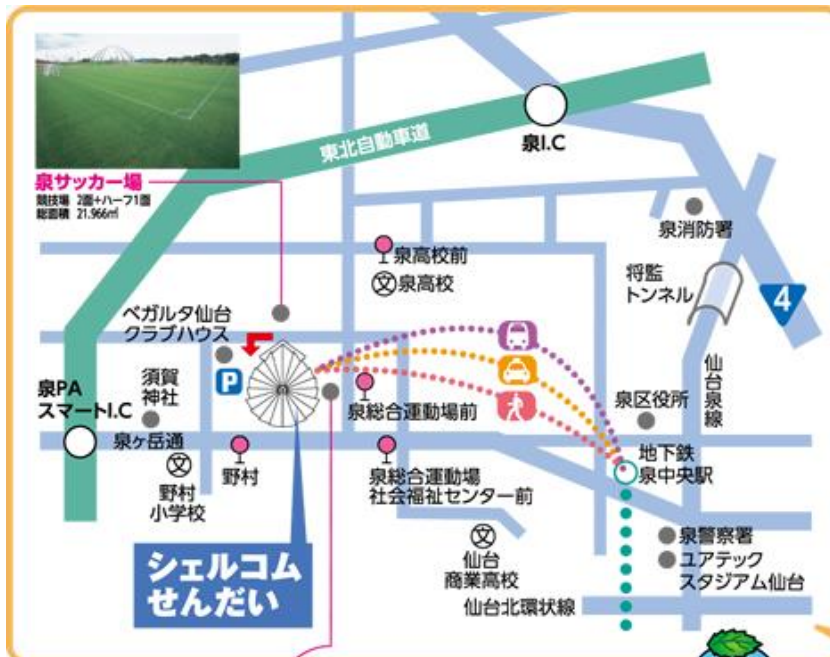 東北自動車道
泉I.C
泉サッカー場
競技場 2面+ハーフ1面
総面積 21.966㎡
泉消防署
泉高校前
文
泉高校
将監
トンネル
4
ベガルタ仙台
クラブハウス
P
須賀
神社
泉PA
スマートI.C
泉ヶ岳通
泉総合運動場前
泉区役所
仙台泉線
地下鉄
泉中央駅
文
野村
小学校
野村
泉総合運動場
社会福祉センター前
シェルコム
せんだい
文
仙台
商業高校
泉警察署
ユアテック
スタジアム仙台
仙台北環状線